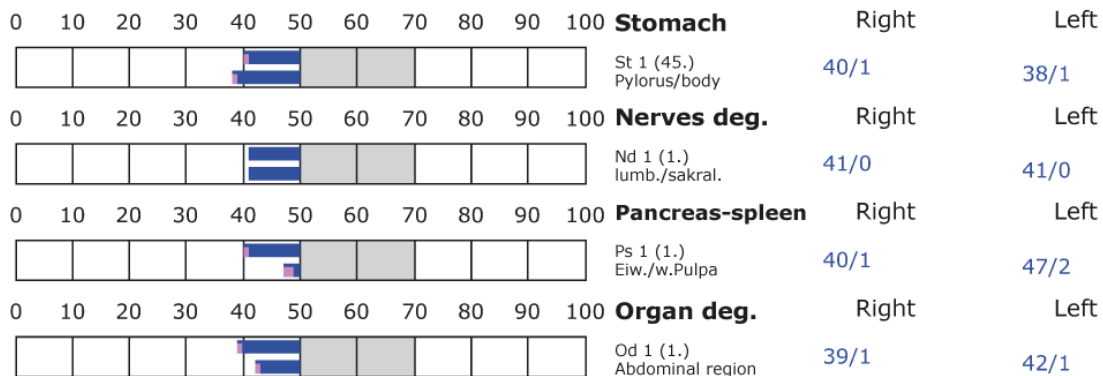 0 10 20 30 40 50 60 70 80 90 100 Stomach Right Left
St 1 (45.) 40/1 38/1
Pylorus/body
0 10 20 30 40 50 60 70 80 90 100 Nerves deg. Right Left
Nd 1 (1.) 41/0 41/0
lumb./sakral.
0 10 20 30 40 50 60 70 80 90 100 Pancreas-spleen Right Left
Ps 1 (1.) 40/1 47/2
Eiw./w.Pulpa
0 10 20 30 40 50 60 70 80 90 100 Organ deg. Right Left
Od 1 (1.) 39/1 42/1
Abdominal region